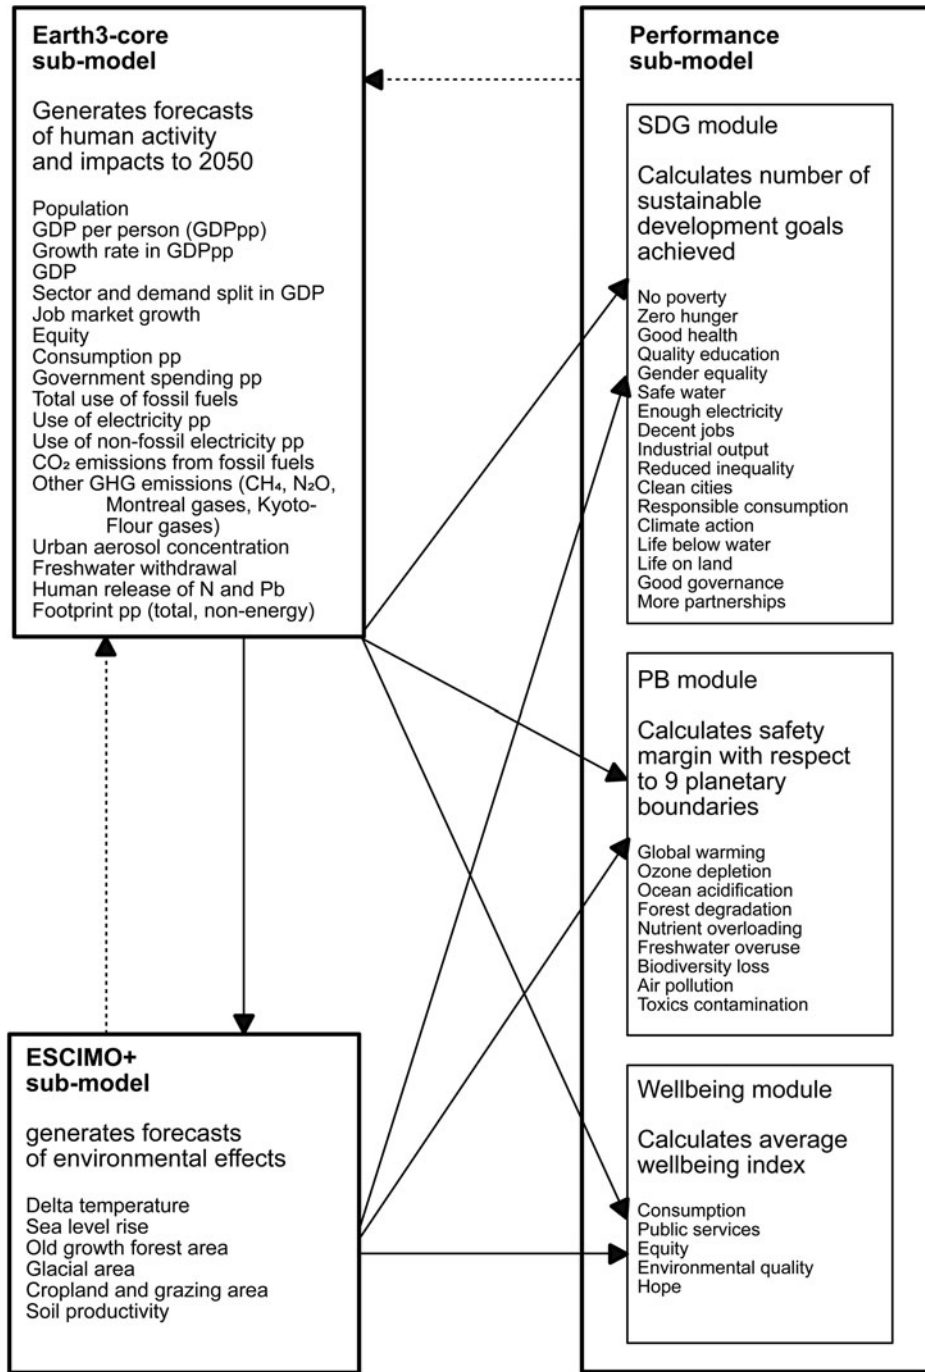 Earth3-core
sub-model
Generates forecasts
of human activity
and impacts to 2050
Population
GDP per person (GDPpp)
Growth rate in GDPpp
GDP
Sector and demand split in GDP
Job market growth
Equity
Consumption pp
Government spending pp
Total use of fossil fuels
Use of electricity pp
Use of non-fossil electricity pp
CO₂ emissions from fossil fuels
Other GHG emissions (CH₄, N₂O,
Montreal gases, Kyoto-
Flour gases)
Urban aerosol concentration
Freshwater withdrawal
Human release of N and Pb
Footprint pp (total, non-energy)
ESCIMO+
sub-model
generates forecasts
of environmental effects
Delta temperature
Sea level rise
Old growth forest area
Glacial area
Cropland and grazing area
Soil productivity
Performance
sub-model
SDG module
Calculates number of
sustainable
development goals
achieved
No poverty
Zero hunger
Good health
Quality education
Gender equality
Safe water
Enough electricity
Decent jobs
Industrial output
Reduced inequality
Clean cities
Responsible consumption
Climate action
Life below water
Life on land
Good governance
More partnerships
PB module
Calculates safety
margin with respect
to 9 planetary
boundaries
Global warming
Ozone depletion
Ocean acidification
Forest degradation
Nutrient overloading
Freshwater overuse
Biodiversity loss
Air pollution
Toxics contamination
Wellbeing module
Calculates average
wellbeing index
Consumption
Public services
Equity
Environmental quality
Hope